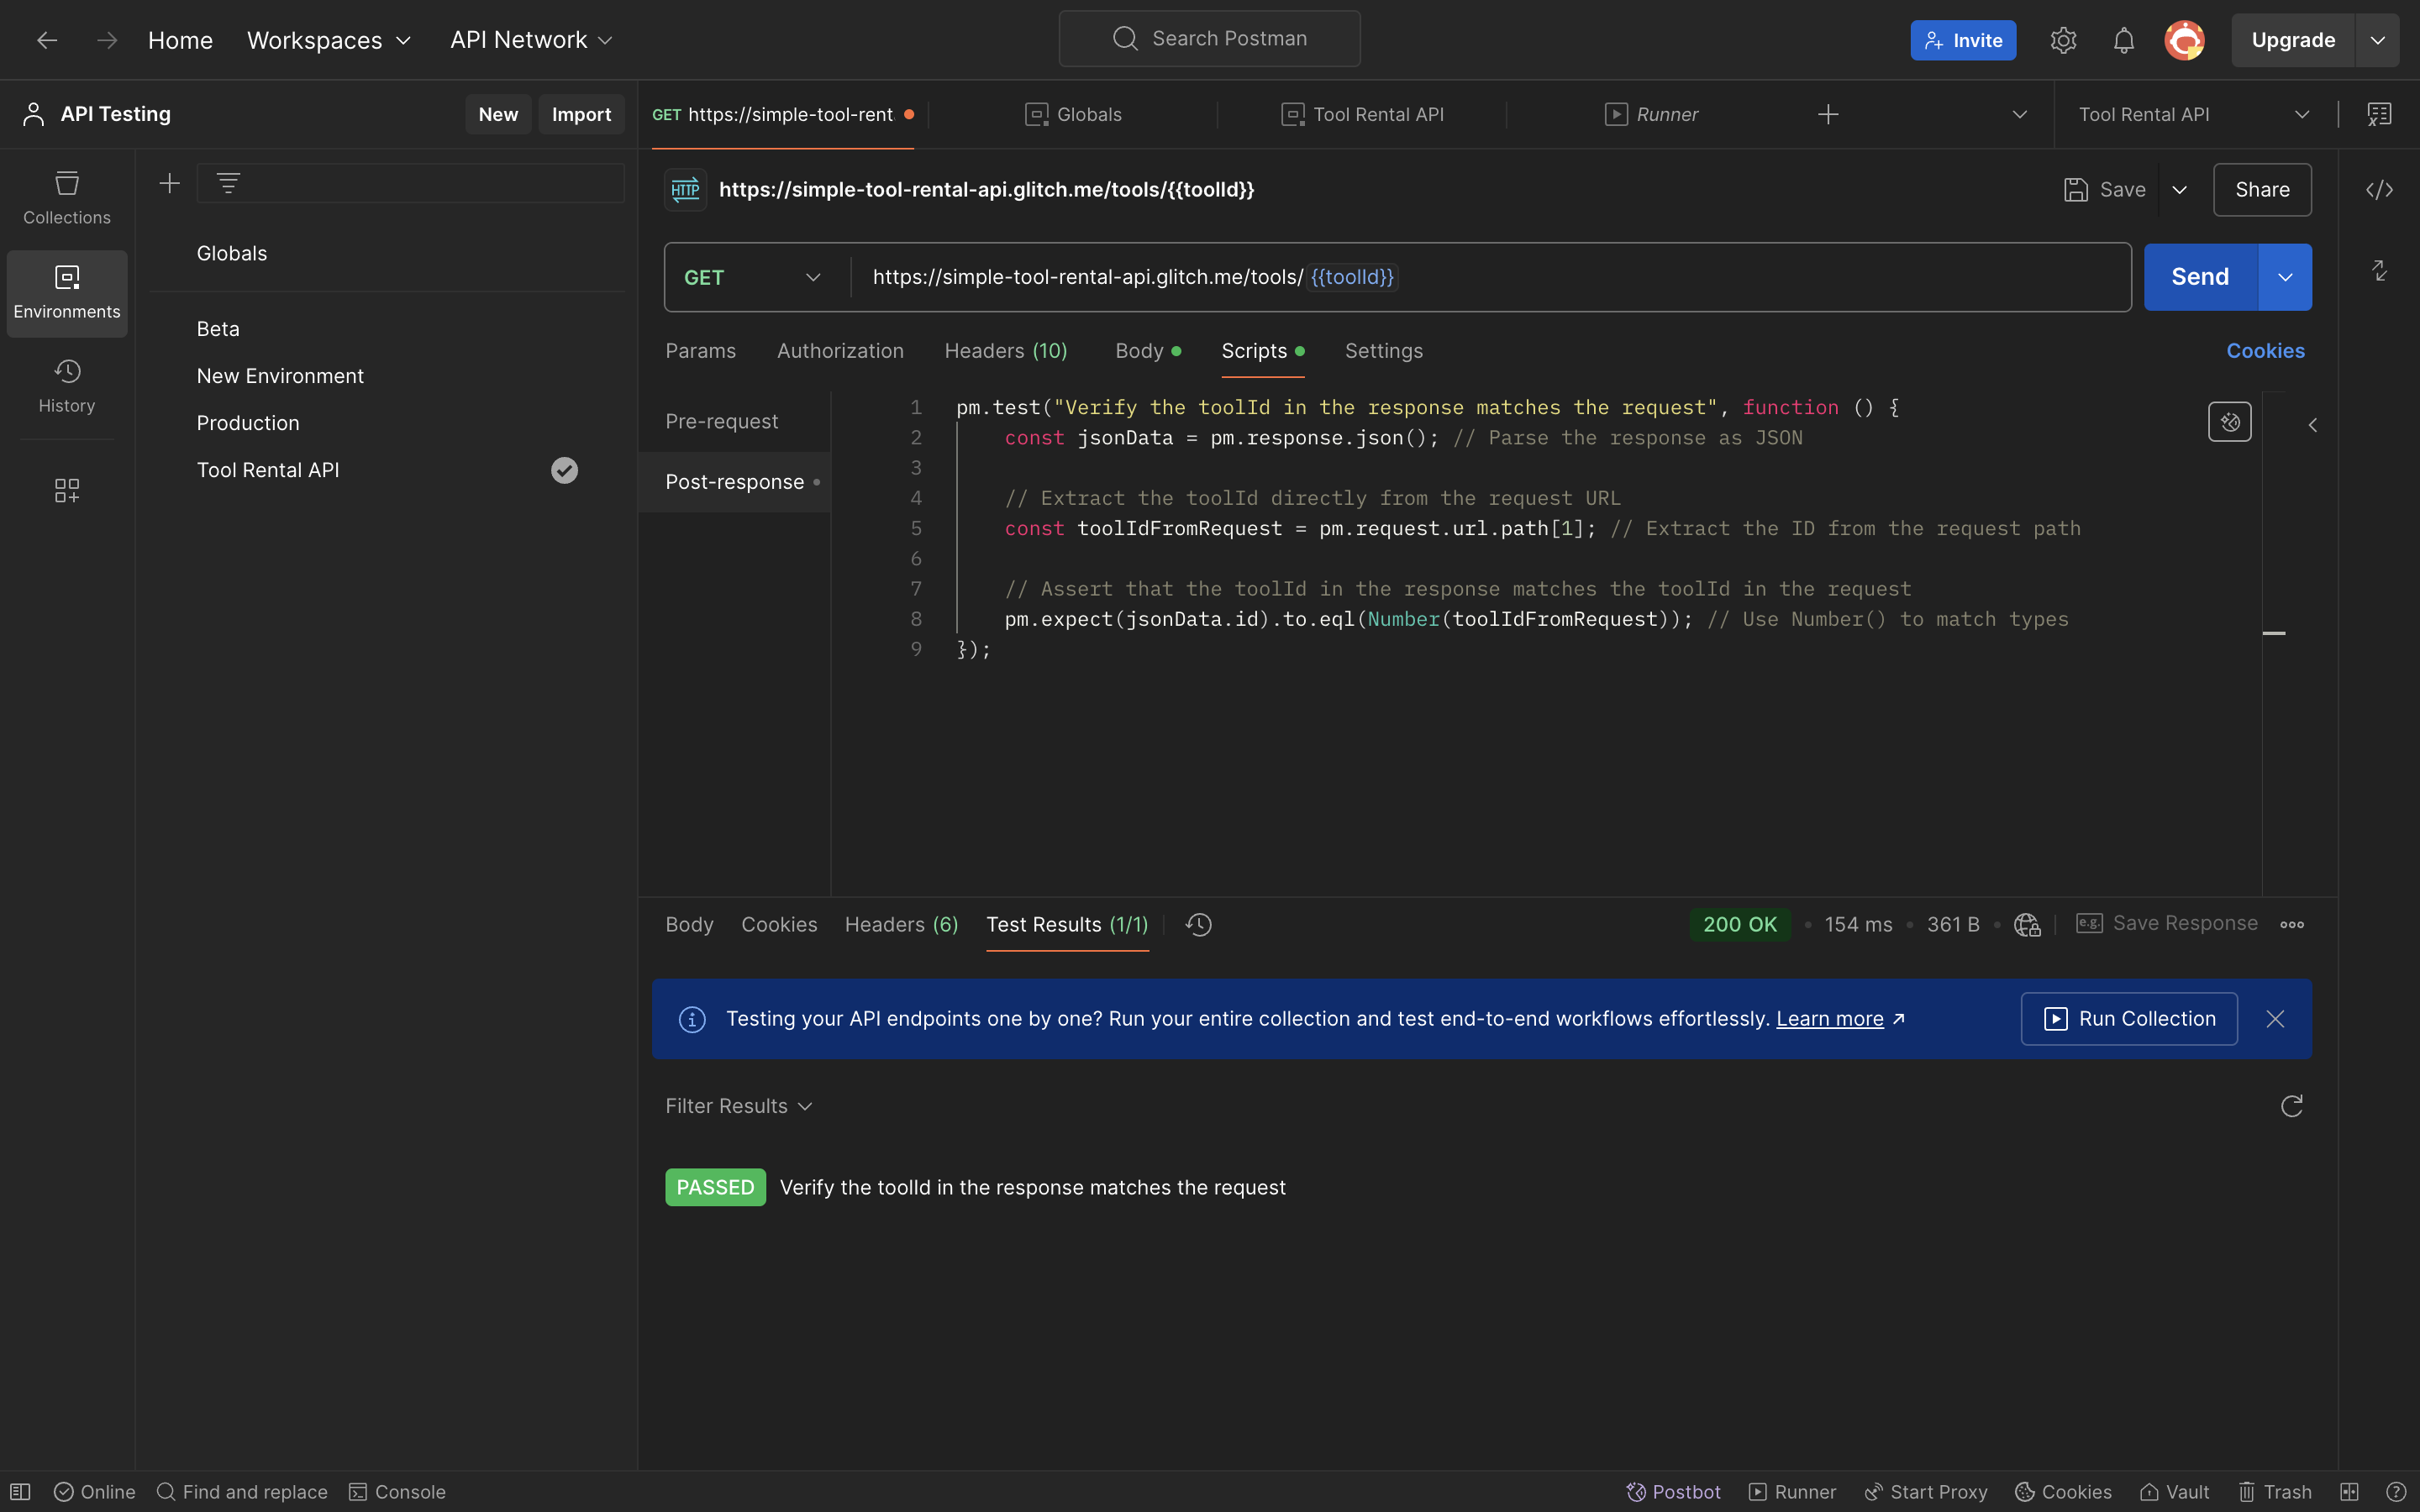 Home Workspaces API Network Search Postman Invite Upgrade
API Testing New Import GET https://simple-tool-rent Globals Tool Rental API Runner Tool Rental API
Collections
Environments
History
Globals
Beta
New Environment
Production
Tool Rental API
HTTP https://simple-tool-rental-api.glitch.me/tools/{{toolId}} Save Share
GET https://simple-tool-rental-api.glitch.me/tools/{{toolId}} Send
Params Authorization Headers (10) Body Scripts Settings Cookies
Pre-request
Post-response
1 pm.test("Verify the toolId in the response matches the request", function () {
2 const jsonData = pm.response.json(); // Parse the response as JSON
3
4 // Extract the toolId directly from the request URL
5 const toolIdFromRequest = pm.request.url.path[1]; // Extract the ID from the request path
6
7 // Assert that the toolId in the response matches the toolId in the request
8 pm.expect(jsonData.id).to.eql(Number(toolIdFromRequest)); // Use Number() to match types
9 });
Body Cookies Headers (6) Test Results (1/1) 200 OK • 154 ms • 361 B • e.g. Save Response
Testing your API endpoints one by one? Run your entire collection and test end-to-end workflows effortlessly. Learn more Run Collection
Filter Results
PASSED Verify the toolId in the response matches the request
Online Find and replace Console Postbot Runner Start Proxy Cookies Vault Trash